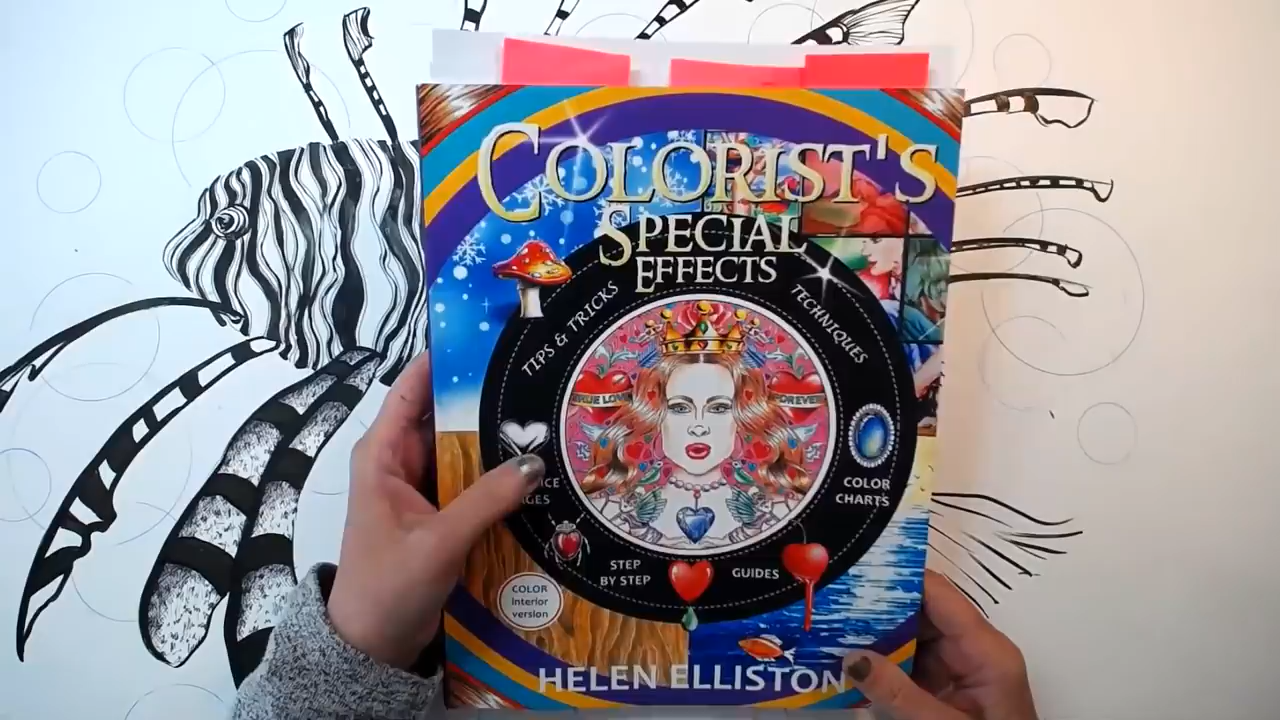 COLORIST'S
SPECIAL
EFFECTS
TIPS & TRICKS
TECHNIQUES
TRUE LOVE
FOREVER
COLOR
CHARTS
STEP
BY STEP
GUIDES
COLOR
interior
version
HELEN ELLISTON